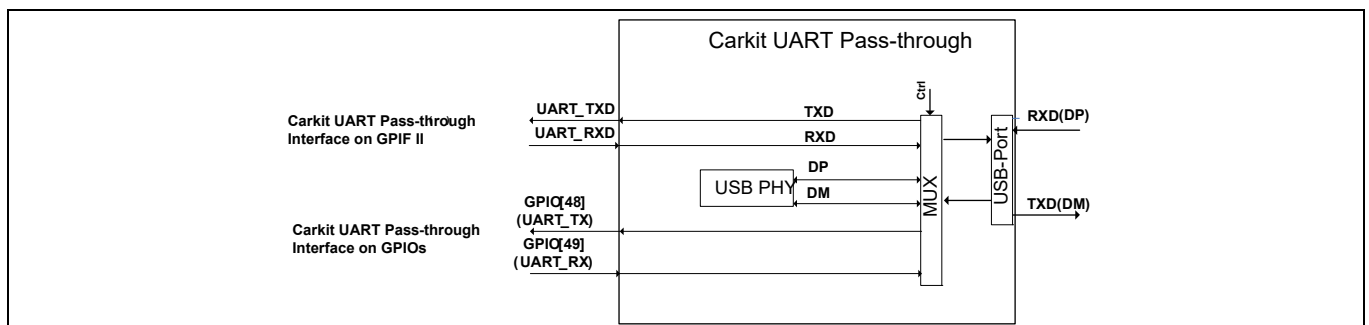 Carkit UART Pass-through
Ctrl
UART_TXD
TXD
RXD(DP)
Carkit UART Pass-through
Interface on GPIF II
UART_RXD
RXD
DP
USB PHY
DM
MUX
USB-Port
TXD(DM)
GPIO[48]
(UART_TX)
Carkit UART Pass-through
Interface on GPIOs
GPIO[49]
(UART_RX)